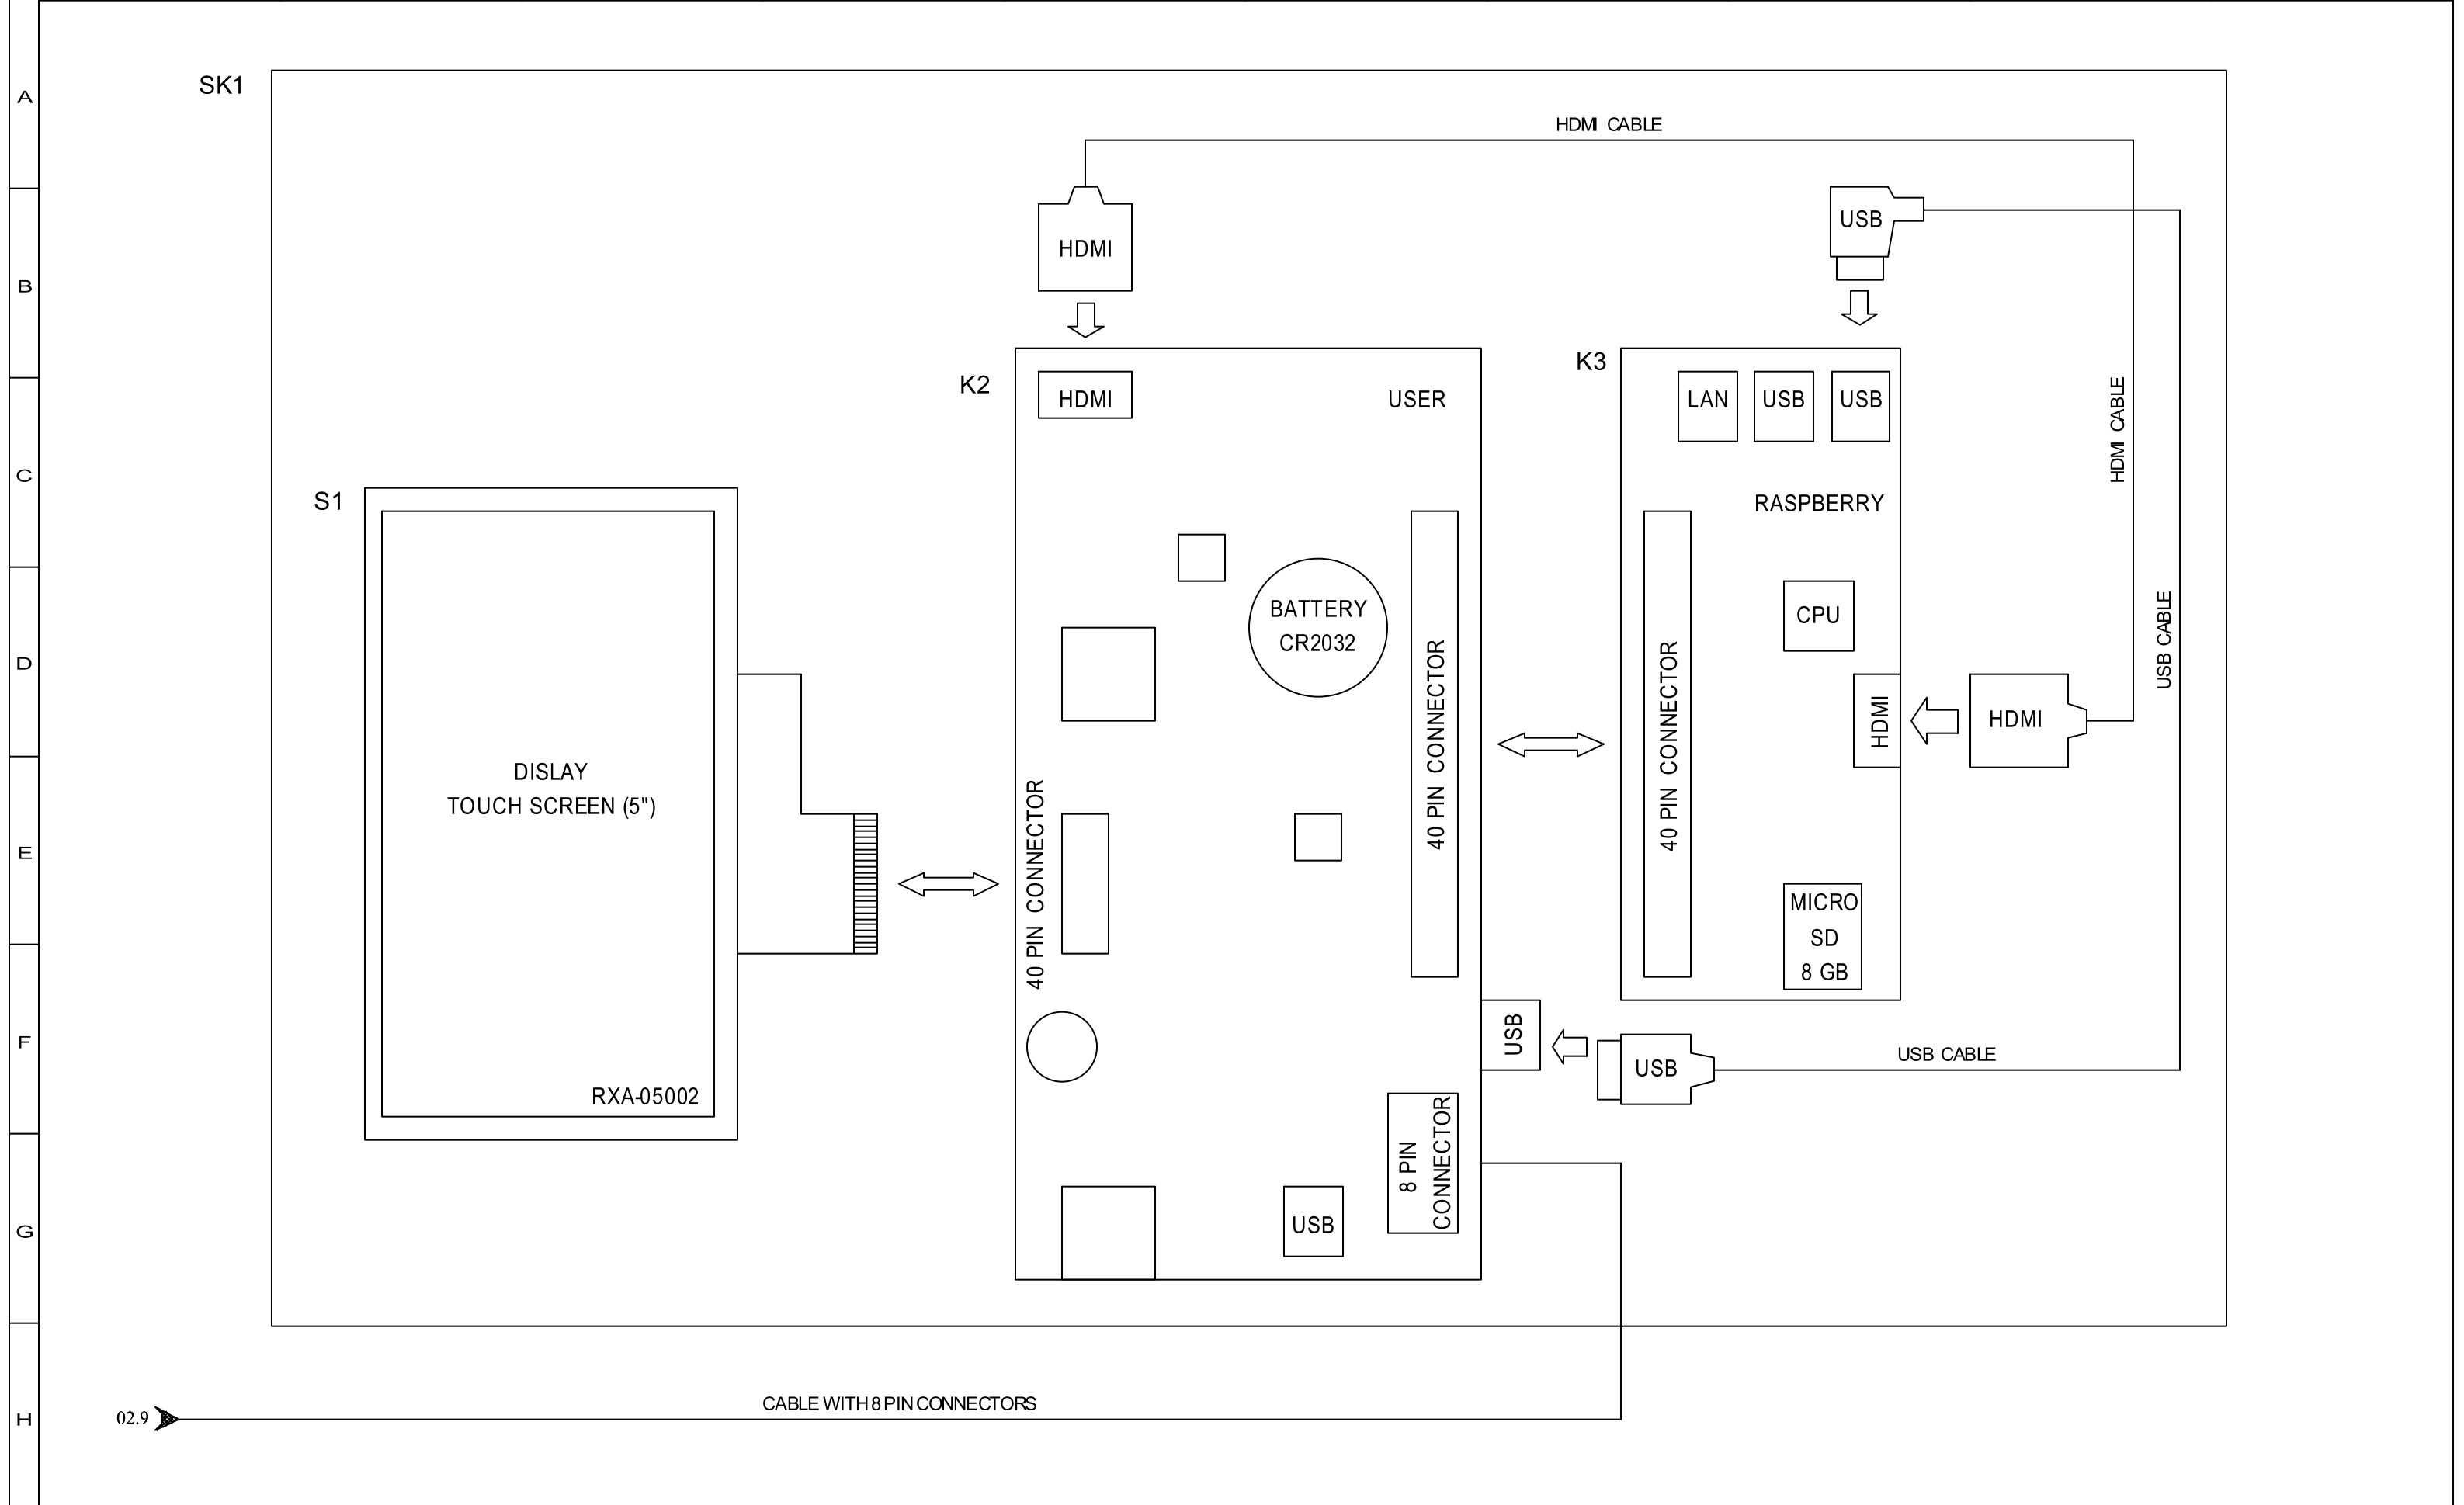 A
B
C
D
E
F
G
H
SK1
HDMI CABLE
HDMI
USB
K2
HDMI
USER
K3
LAN
USB
USB
HDMI CABLE
S1
RASPBERRY
BATTERY
CR2032
CPU
USB CABLE
40 PIN CONNECTOR
40 PIN CONNECTOR
HDMI
HDMI
DISLAY
TOUCH SCREEN (5")
40 PIN CONNECTOR
MICRO
SD
8 GB
RXA-05002
USB
USB
USB CABLE
8 PIN
CONNECTOR
USB
CABLE WITH 8 PIN CONNECTORS
02.9